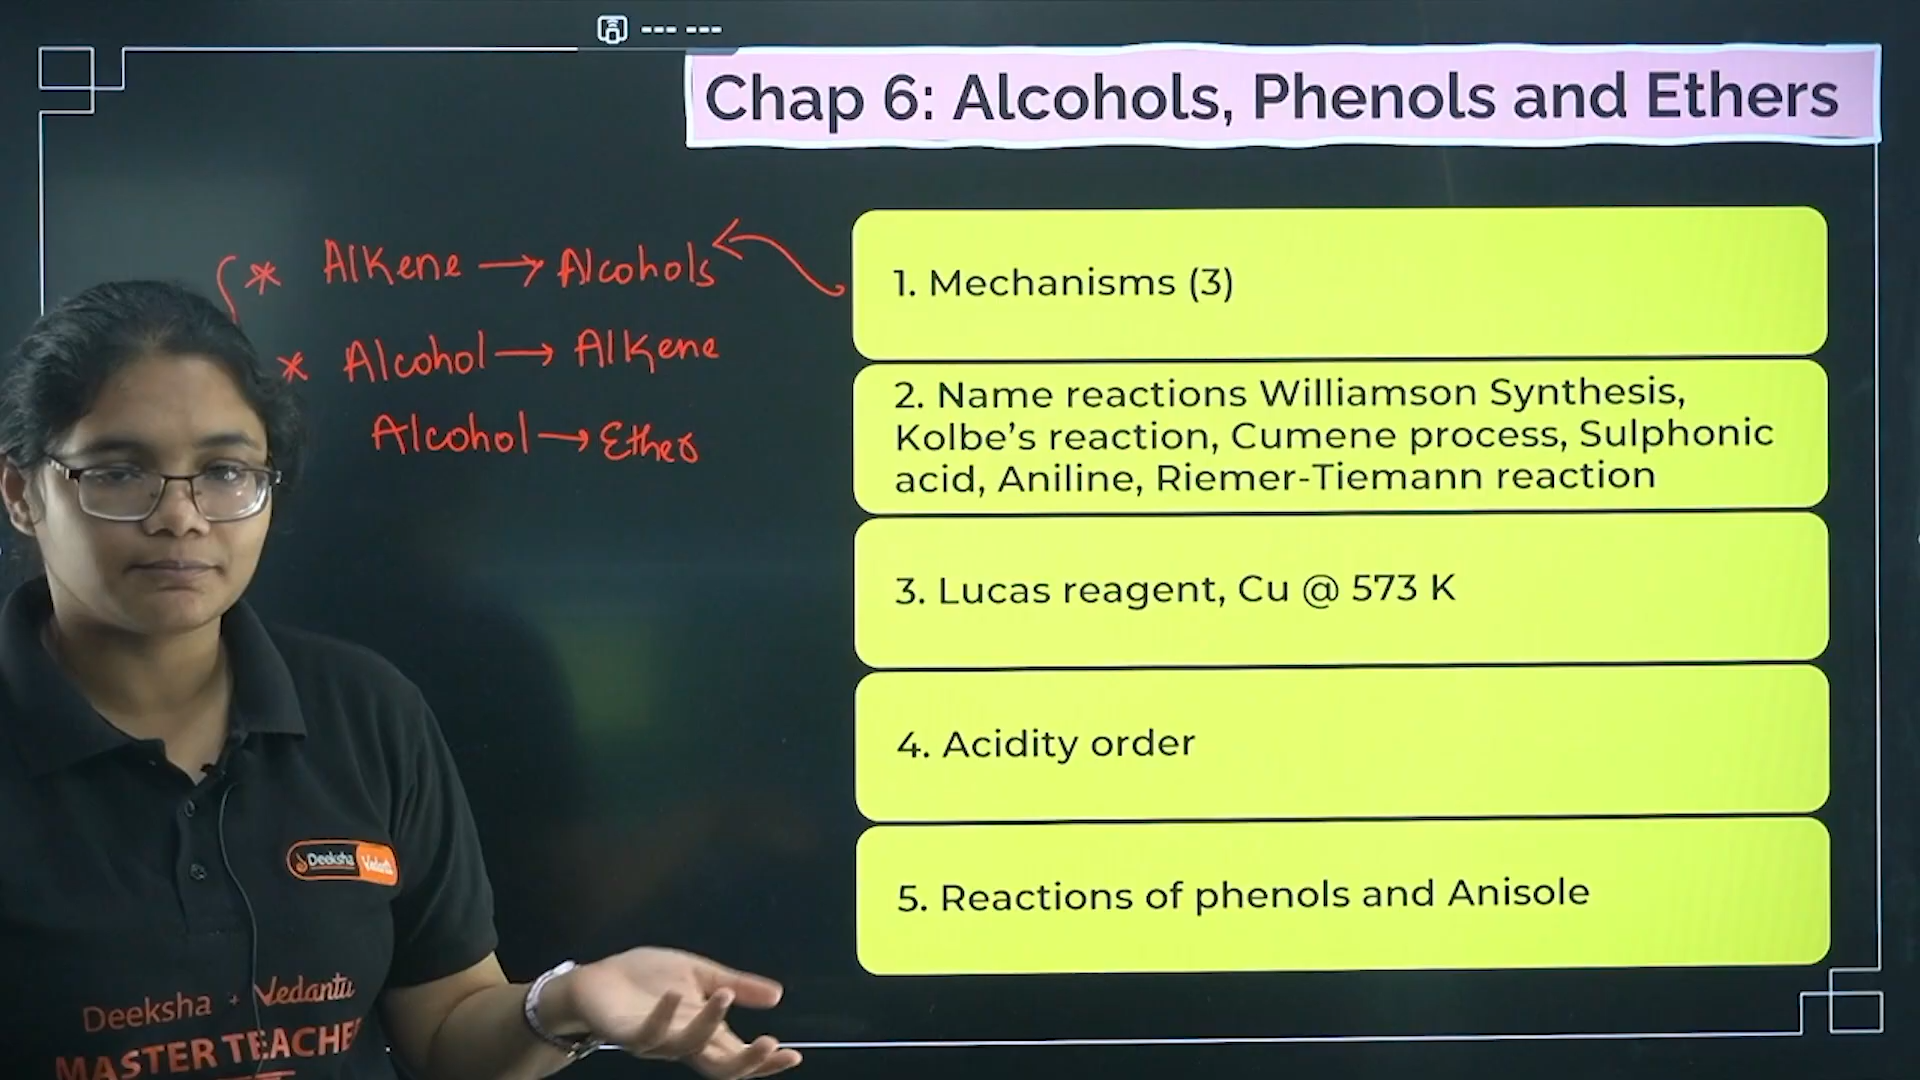 --- ---
Chap 6: Alcohols, Phenols and Ethers
* Alkene → Alcohols
* Alcohol → Alkene
Alcohol → Ether
1. Mechanisms (3)
2. Name reactions Williamson Synthesis,
Kolbe's reaction, Cumene process, Sulphonic
acid, Aniline, Riemer-Tiemann reaction
3. Lucas reagent, Cu @ 573 K
4. Acidity order
5. Reactions of phenols and Anisole
Deeksha Vedantu
Deeksha + Vedantu
MASTER TEACHE